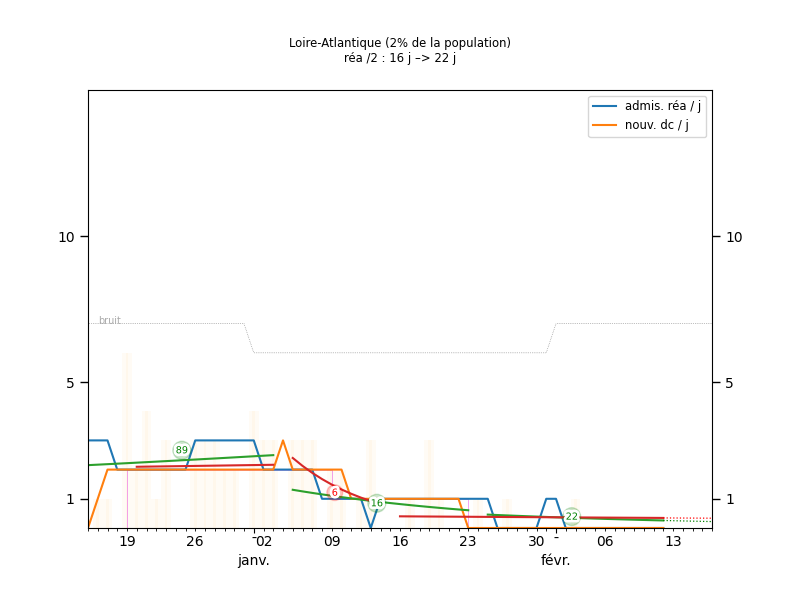 Loire-Atlantique (2% de la population)
réa /2 : 16 j –> 22 j
admis. réa / j
nouv. dc / j
10
10
bruit
5
5
89
6
16
22
1
1
19
26
02
09
16
23
30
06
13
janv.
févr.